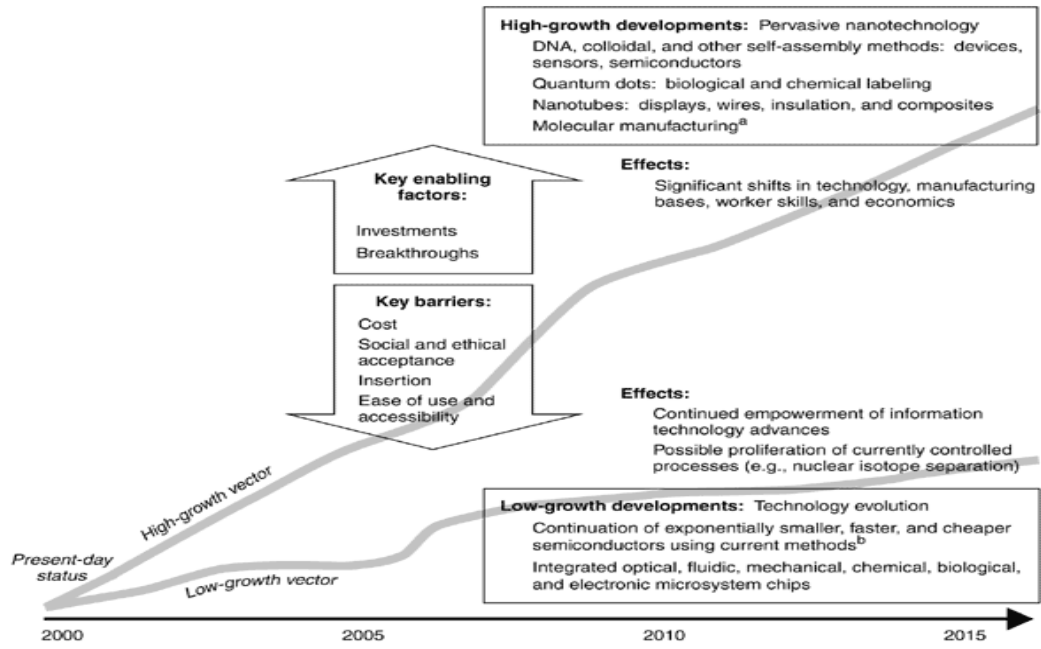 High-growth developments: Pervasive nanotechnology
DNA, colloidal, and other self-assembly methods: devices,
sensors, semiconductors
Quantum dots: biological and chemical labeling
Nanotubes: displays, wires, insulation, and composites
Molecular manufacturingᵃ
Key enabling
factors:
Investments
Breakthroughs
Effects:
Significant shifts in technology, manufacturing
bases, worker skills, and economics
Key barriers:
Cost
Social and ethical
acceptance
Insertion
Ease of use and
accessibility
Effects:
Continued empowerment of information
technology advances
Possible proliferation of currently controlled
processes (e.g., nuclear isotope separation)
High-growth vector
Low-growth developments: Technology evolution
Continuation of exponentially smaller, faster, and cheaper
semiconductors using current methodsᵇ
Integrated optical, fluidic, mechanical, chemical, biological,
and electronic microsystem chips
Present-day
status
Low-growth vector
2000 2005 2010 2015